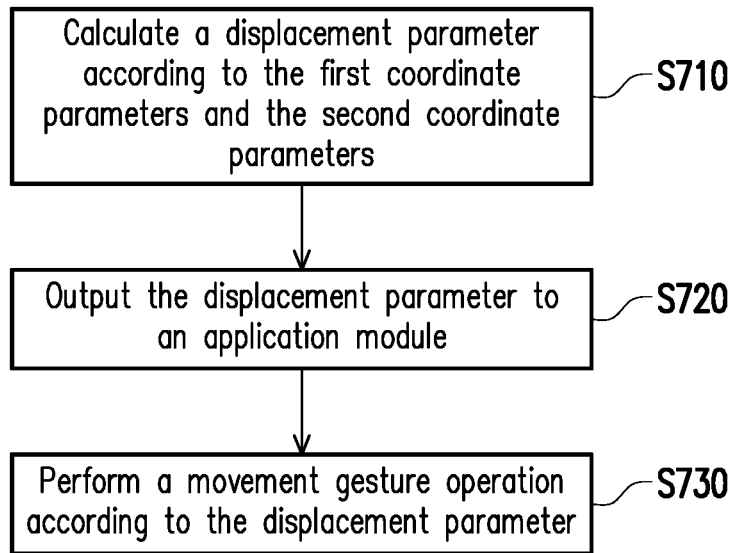 Calculate a displacement parameter
according to the first coordinate
parameters and the second coordinate
parameters
S710
Output the displacement parameter to
an application module
S720
Perform a movement gesture operation
according to the displacement parameter
S730